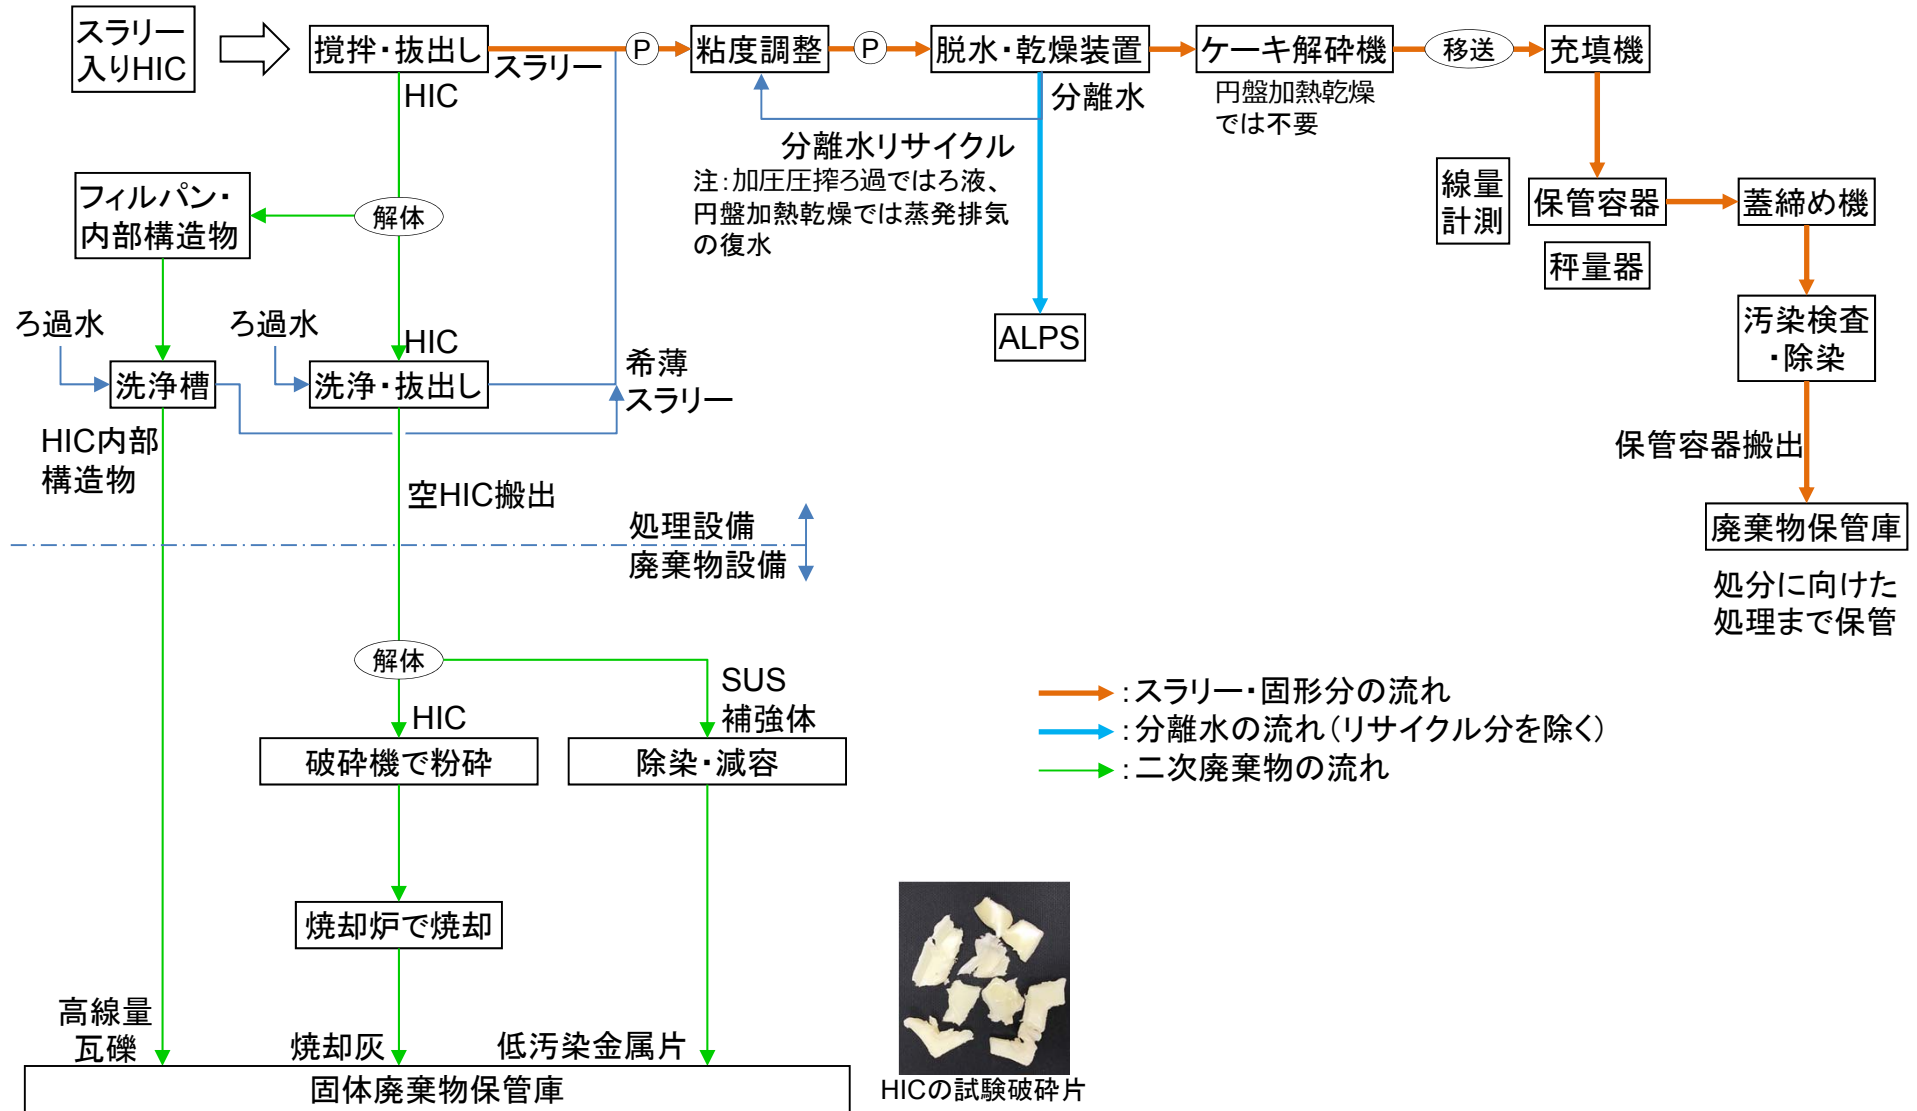 スラリー
入りHIC
撹拌・抜出し
スラリー
P
粘度調整
P
脱水・乾燥装置
ケーキ解砕機
移送
充填機
HIC
分離水
円盤加熱乾燥
では不要
分離水リサイクル
注:加圧圧搾ろ過ではろ液、
円盤加熱乾燥では蒸発排気
の復水
線量
計測
保管容器
蓋締め機
秤量器
フィルパン・
内部構造物
解体
ろ過水
ろ過水
HIC
ALPS
汚染検査
・除染
洗浄槽
洗浄・抜出し
希薄
スラリー
HIC内部
構造物
保管容器搬出
空HIC搬出
処理設備
廃棄物設備
廃棄物保管庫
処分に向けた
処理まで保管
解体
HIC
SUS
補強体
:スラリー・固形分の流れ
:分離水の流れ(リサイクル分を除く)
:二次廃棄物の流れ
破砕機で粉砕
除染・減容
焼却炉で焼却
高線量
瓦礫
焼却灰
低汚染金属片
固体廃棄物保管庫
HICの試験破砕片